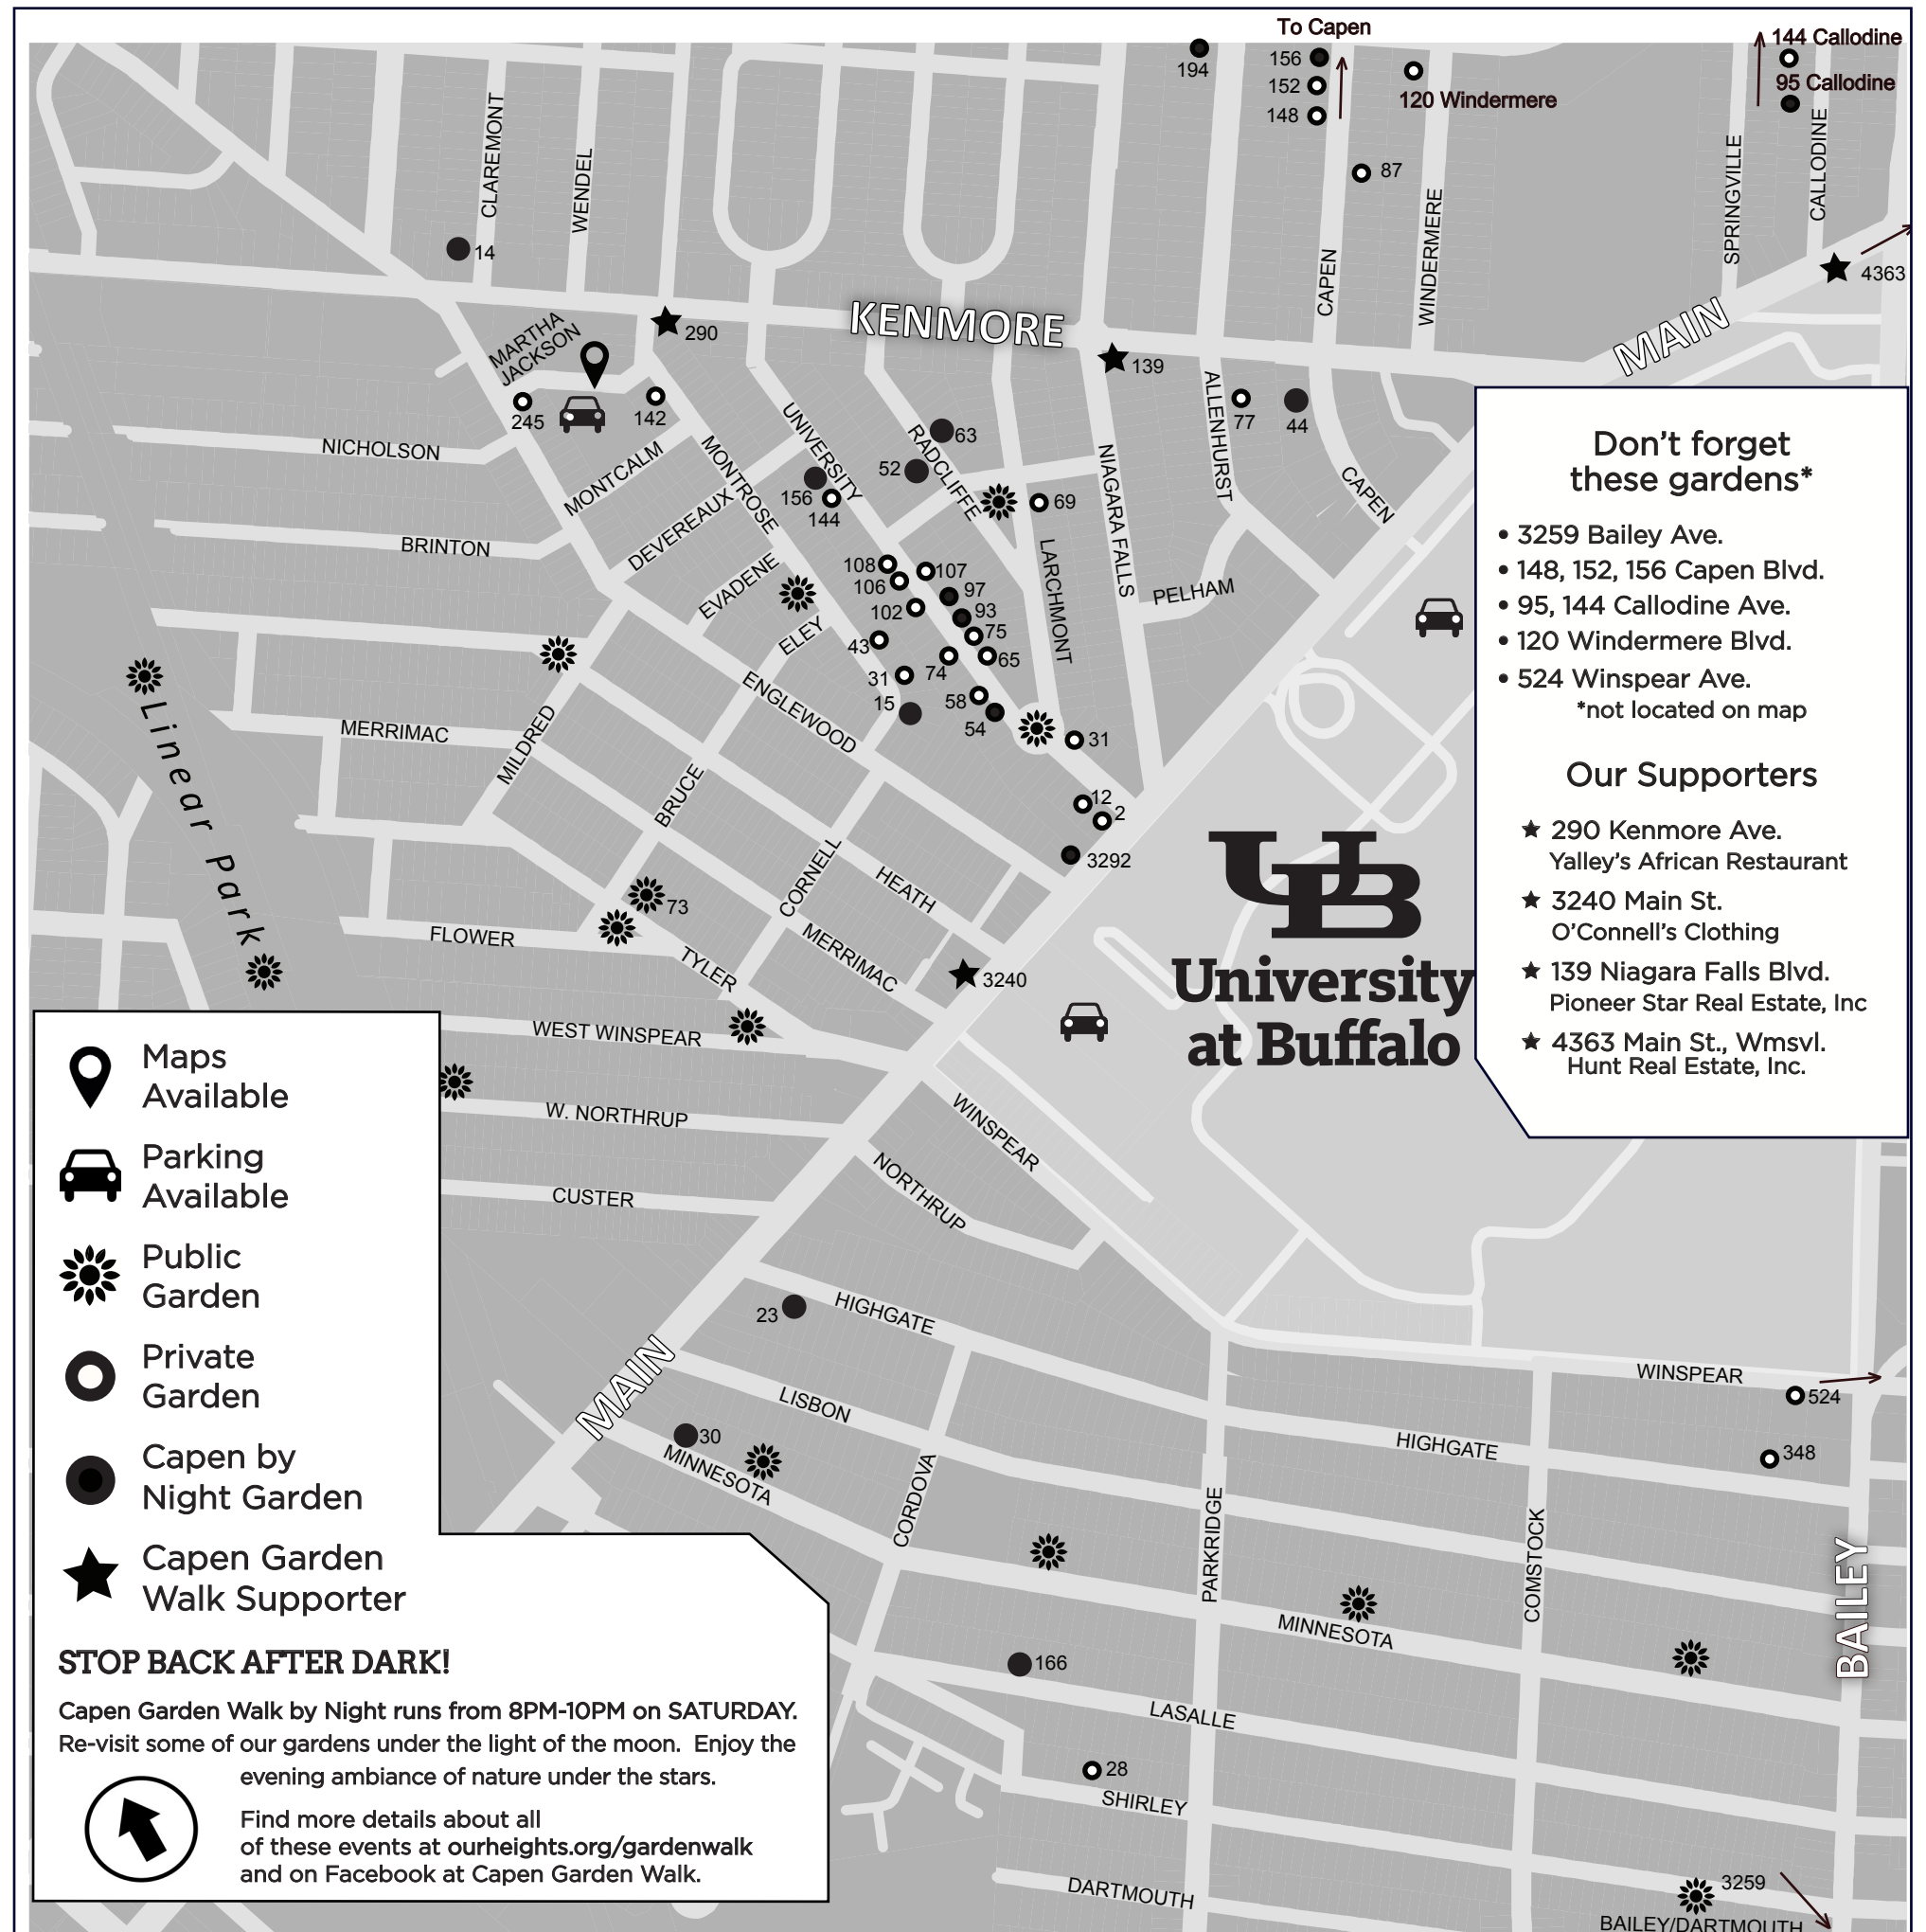 To Capen
144 Callodine
95 Callodine
194
156
152
148
120 Windermere
87
CLAREMONT
WENDEL
14
CAPEN
WINDERMERE
SPRINGVILLE
CALLODINE
4363
KENMORE
MAIN
MARTHA
JACKSON
290
139
245
142
77
44
NICHOLSON
MONTCALM
MONTROSE
UNIVERSITY
RADCLIFFE
63
52
156
144
69
NIAGARA FALLS
ALLENHURST
CAPEN
BRINTON
DEVEREAUX
EVADENE
ELEY
108
106
107
97
102
93
75
65
43
74
31
58
15
54
31
LARCHMONT
PELHAM
ENGLEWOOD
Linear Park
MERRIMAC
MILDRED
BRUCE
CORNELL
HEATH
12
2
3292
73
FLOWER
TYLER
MERRIMAC
3240
WEST WINSPEAR
W. NORTHRUP
CUSTER
WINSPEAR
NORTHRUP
UB
University
at Buffalo
Don't forget
these gardens*
• 3259 Bailey Ave.
• 148, 152, 156 Capen Blvd.
• 95, 144 Callodine Ave.
• 120 Windermere Blvd.
• 524 Winspear Ave.
*not located on map
Our Supporters
★ 290 Kenmore Ave.
Yalley's African Restaurant
★ 3240 Main St.
O'Connell's Clothing
★ 139 Niagara Falls Blvd.
Pioneer Star Real Estate, Inc
★ 4363 Main St., Wmsvl.
Hunt Real Estate, Inc.
23
HIGHGATE
MAIN
LISBON
30
MINNESOTA
CORDOVA
PARKRIDGE
COMSTOCK
WINSPEAR
524
HIGHGATE
348
BAILEY
MINNESOTA
166
LASALLE
28
SHIRLEY
DARTMOUTH
3259
BAILEY/DARTMOUTH
Maps
Available
Parking
Available
Public
Garden
Private
Garden
Capen by
Night Garden
Capen Garden
Walk Supporter
STOP BACK AFTER DARK!
Capen Garden Walk by Night runs from 8PM-10PM on SATURDAY.
Re-visit some of our gardens under the light of the moon. Enjoy the
evening ambiance of nature under the stars.
Find more details about all
of these events at ourheights.org/gardenwalk
and on Facebook at Capen Garden Walk.